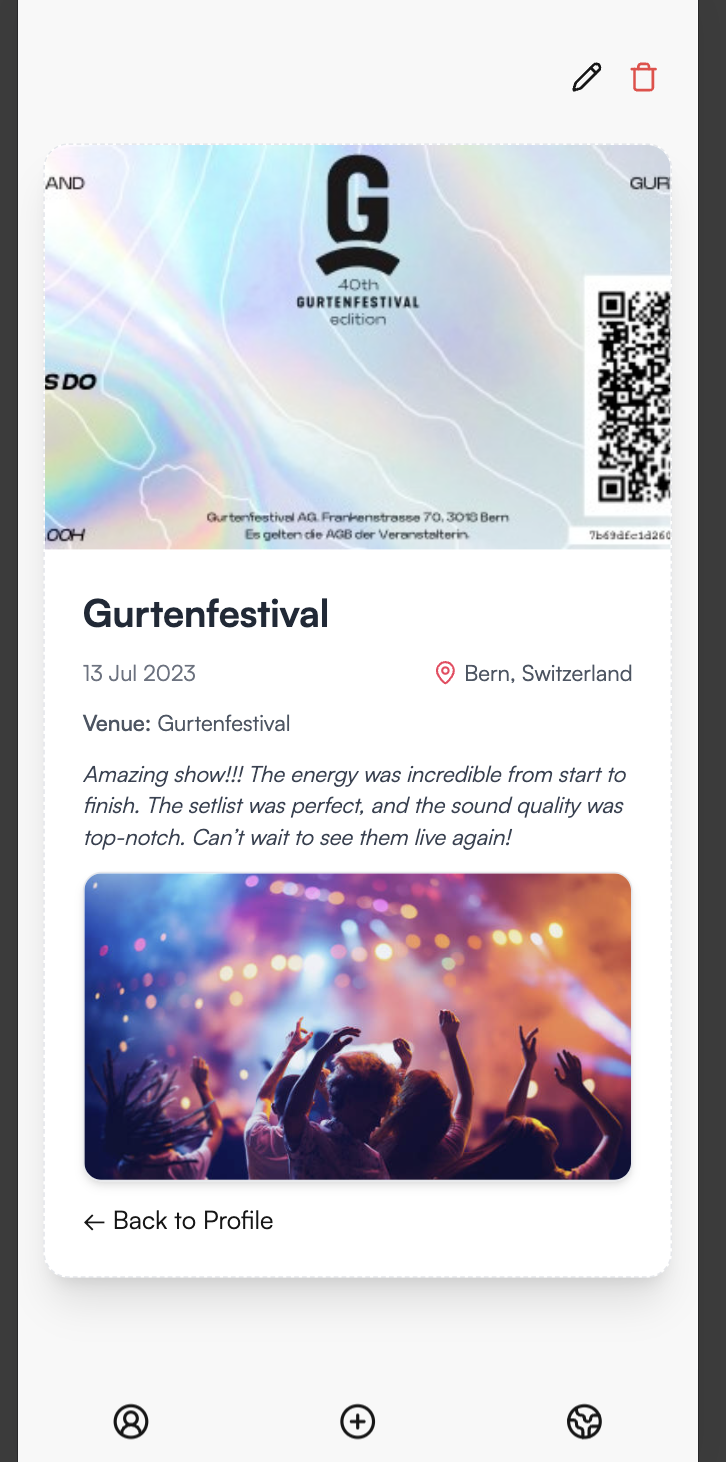 AND
GUR
G
40th
GURTENFESTIVAL
edition
S DO
Gurtenfestival AG, Frankenstrasse 70, 3018 Bern
OOH
Es gelten die AGB der Veranstalterin.
7b69dfc1d260
Gurtenfestival
13 Jul 2023
Bern, Switzerland
Venue: Gurtenfestival
Amazing show!!! The energy was incredible from start to
finish. The setlist was perfect, and the sound quality was
top-notch. Can’t wait to see them live again!
← Back to Profile